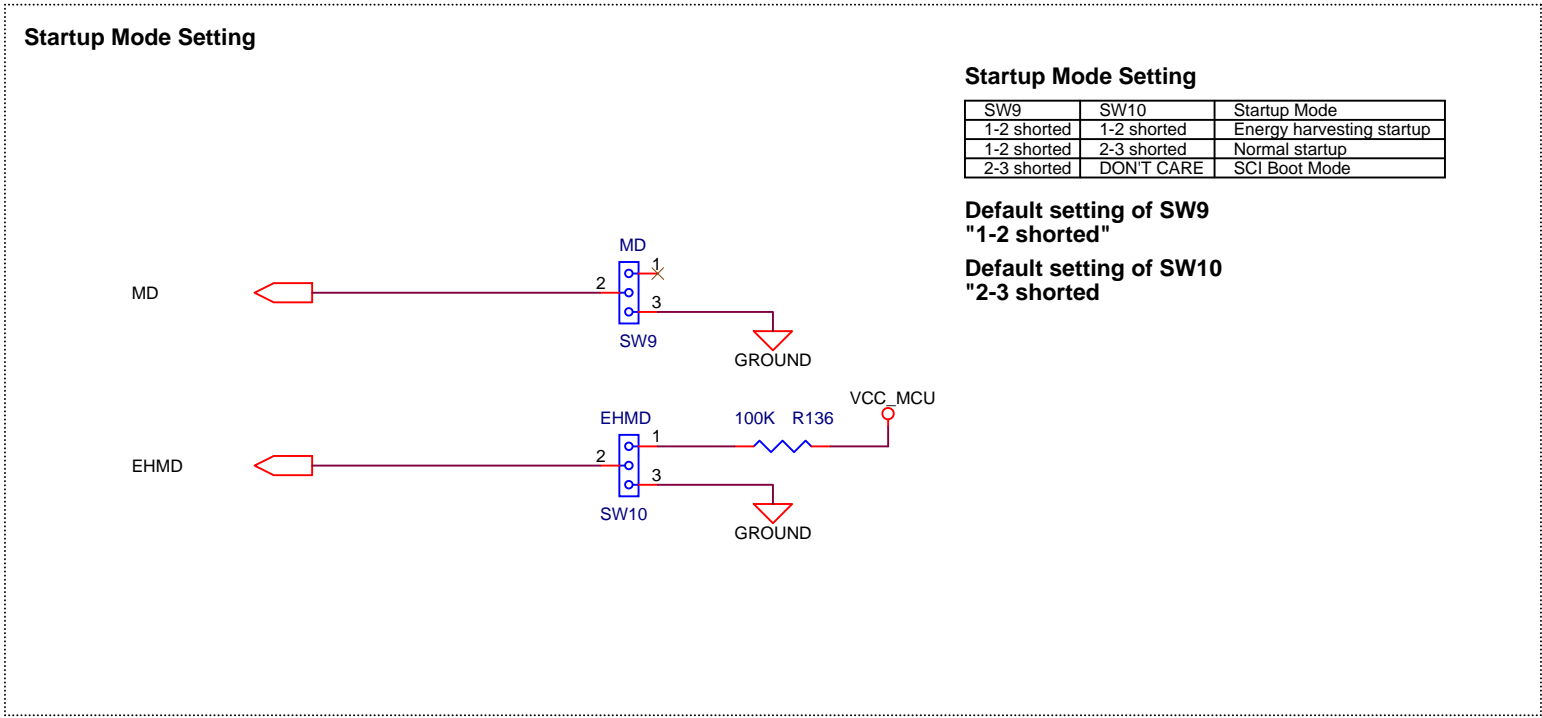 Startup Mode Setting
Startup Mode Setting
SW9 SW10 Startup Mode
1-2 shorted 1-2 shorted Energy harvesting startup
1-2 shorted 2-3 shorted Normal startup
2-3 shorted DON'T CARE SCI Boot Mode
Default setting of SW9
"1-2 shorted"
Default setting of SW10
"2-3 shorted
MD
1
2
MD
3
SW9
GROUND
VCC_MCU
EHMD
100K R136
1
2
EHMD
3
SW10
GROUND